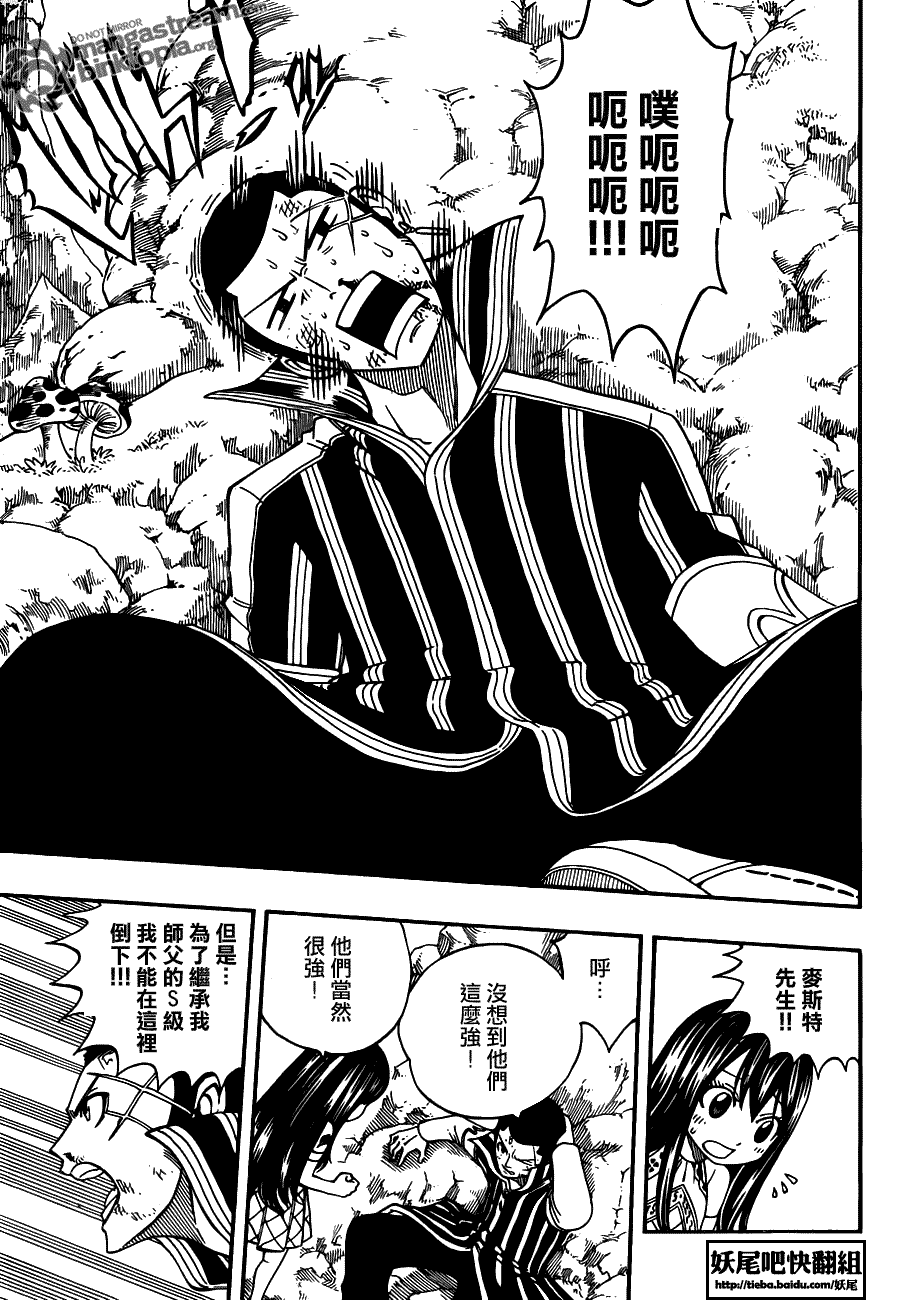 DO NOT MIRROR
mangastream.com
binktopia.org
噗呃呃呃
呃呃呃!!!
麥斯特
先生!!
呼…
沒想到他們
這麼強!
他們當然
很強!
但是…
為了繼承我
師父的S級
我不能在這裡
倒下!!!
妖尾吧快翻組
http://tieba.baidu.com/妖尾